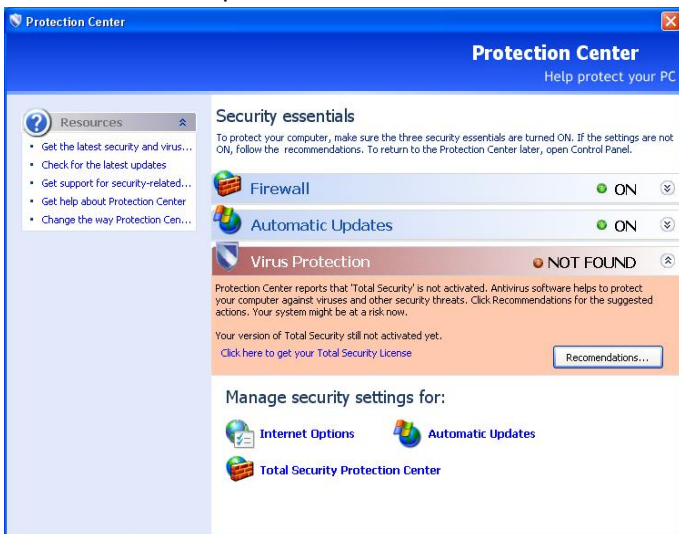 Protection Center
Protection Center
Help protect your PC
Resources
Get the latest security and virus...
Check for the latest updates
Get support for security-related...
Get help about Protection Center
Change the way Protection Cen...
Security essentials
To protect your computer, make sure the three security essentials are turned ON. If the settings are not
ON, follow the recommendations. To return to the Protection Center later, open Control Panel.
Firewall ON
Automatic Updates ON
Virus Protection NOT FOUND
Protection Center reports that 'Total Security' is not activated. Antivirus software helps to protect
your computer against viruses and other security threats. Click Recommendations for the suggested
actions. Your system might be at a risk now.
Your version of Total Security still not activated yet.
Click here to get your Total Security License
Recomendations...
Manage security settings for:
Internet Options
Automatic Updates
Total Security Protection Center